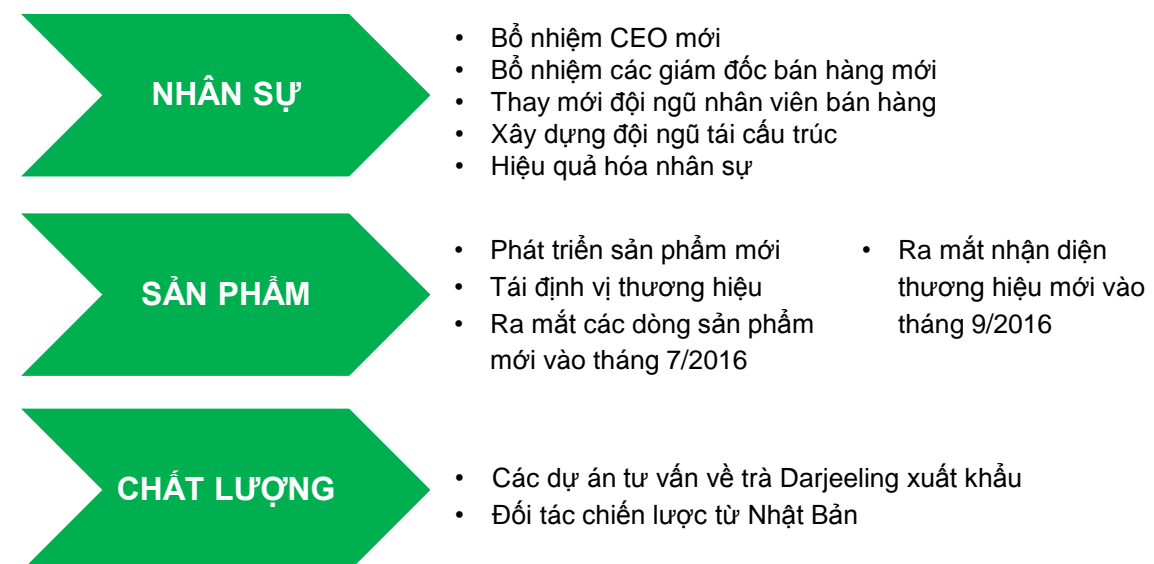 NHÂN SỰ
• Bổ nhiệm CEO mới
• Bổ nhiệm các giám đốc bán hàng mới
• Thay mới đội ngũ nhân viên bán hàng
• Xây dựng đội ngũ tái cấu trúc
• Hiệu quả hóa nhân sự
SẢN PHẨM
• Phát triển sản phẩm mới
• Tái định vị thương hiệu
• Ra mắt các dòng sản phẩm
mới vào tháng 7/2016
• Ra mắt nhận diện
thương hiệu mới vào
tháng 9/2016
CHẤT LƯỢNG
• Các dự án tư vấn về trà Darjeeling xuất khẩu
• Đối tác chiến lược từ Nhật Bản